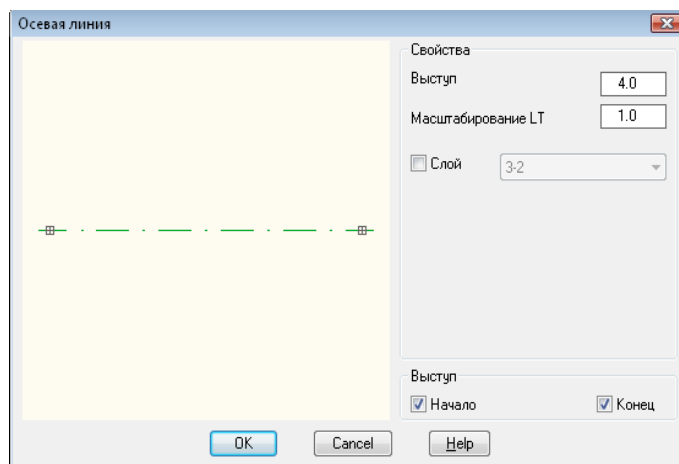 Осевая линия
Свойства
Выступ 4.0
Масштабирование LT 1.0
Слой 3-2
Выступ
Начало Конец
OK Cancel Help